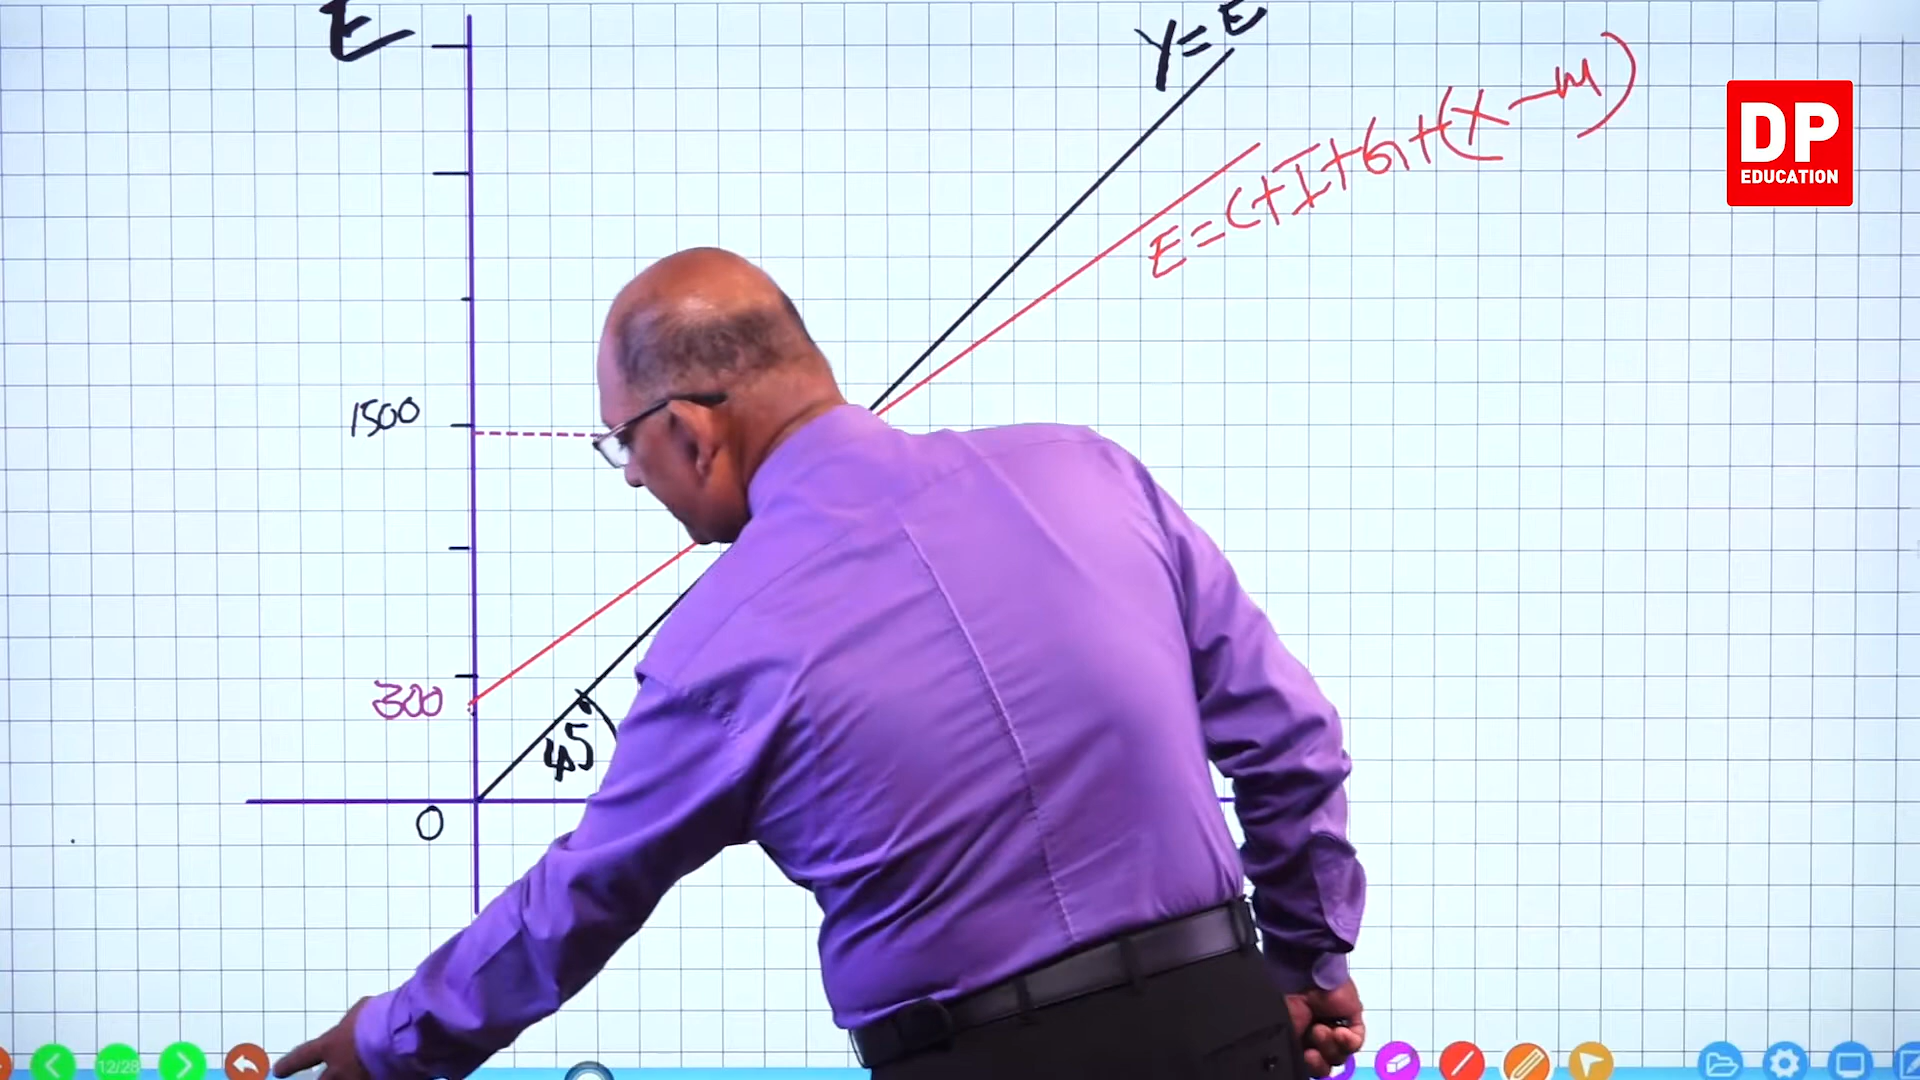 E
Y=E
E=C+I+G+(X-M)
DP
EDUCATION
1500
300
45
0
12/28